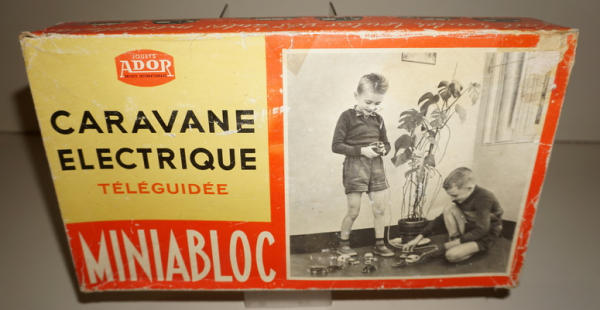 JOUETS
ADOR
CARAVANE
ELECTRIQUE
TÉLÉGUIDÉE
MINIABLOC